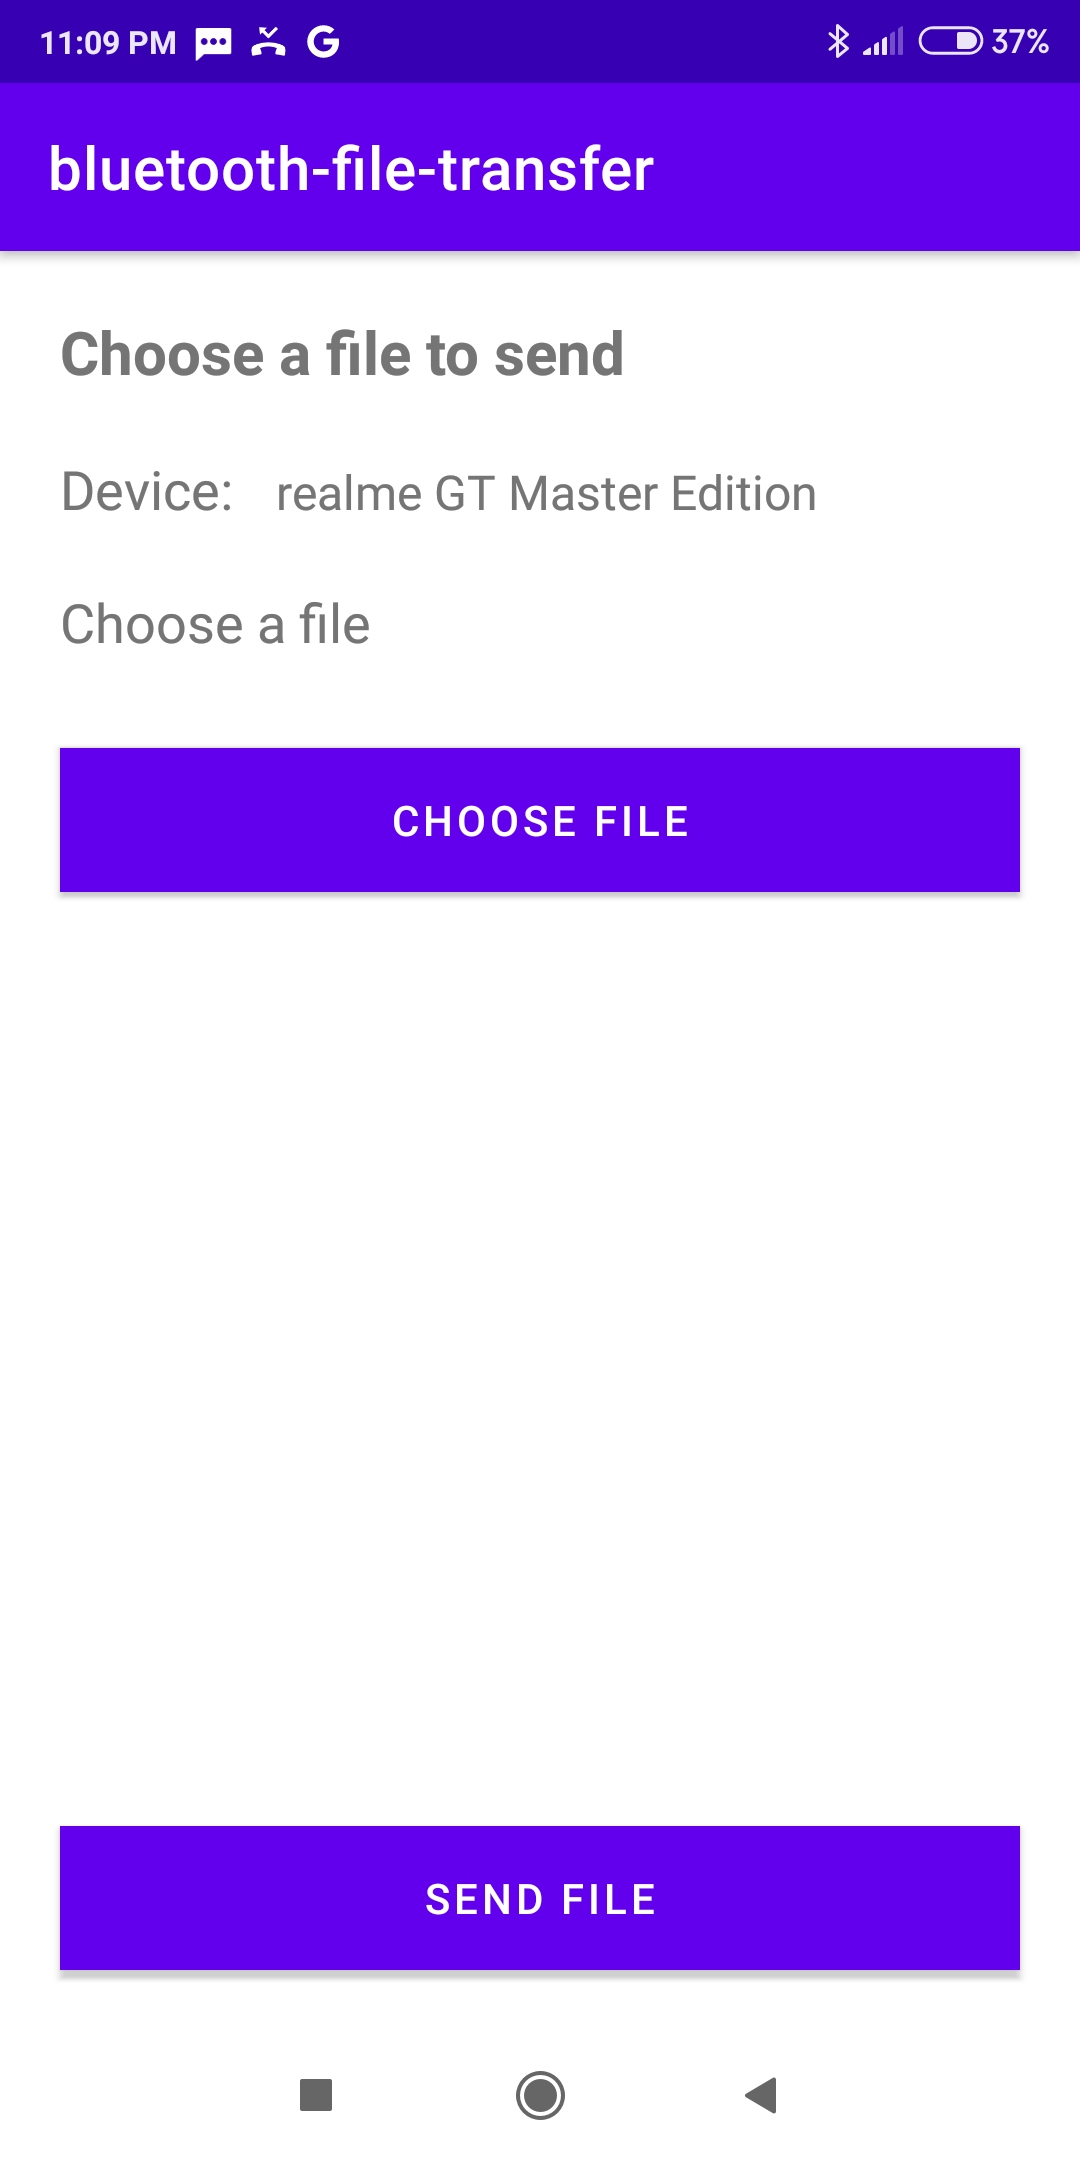 11:09 PM 37%
bluetooth-file-transfer
Choose a file to send
Device: realme GT Master Edition
Choose a file
CHOOSE FILE
SEND FILE